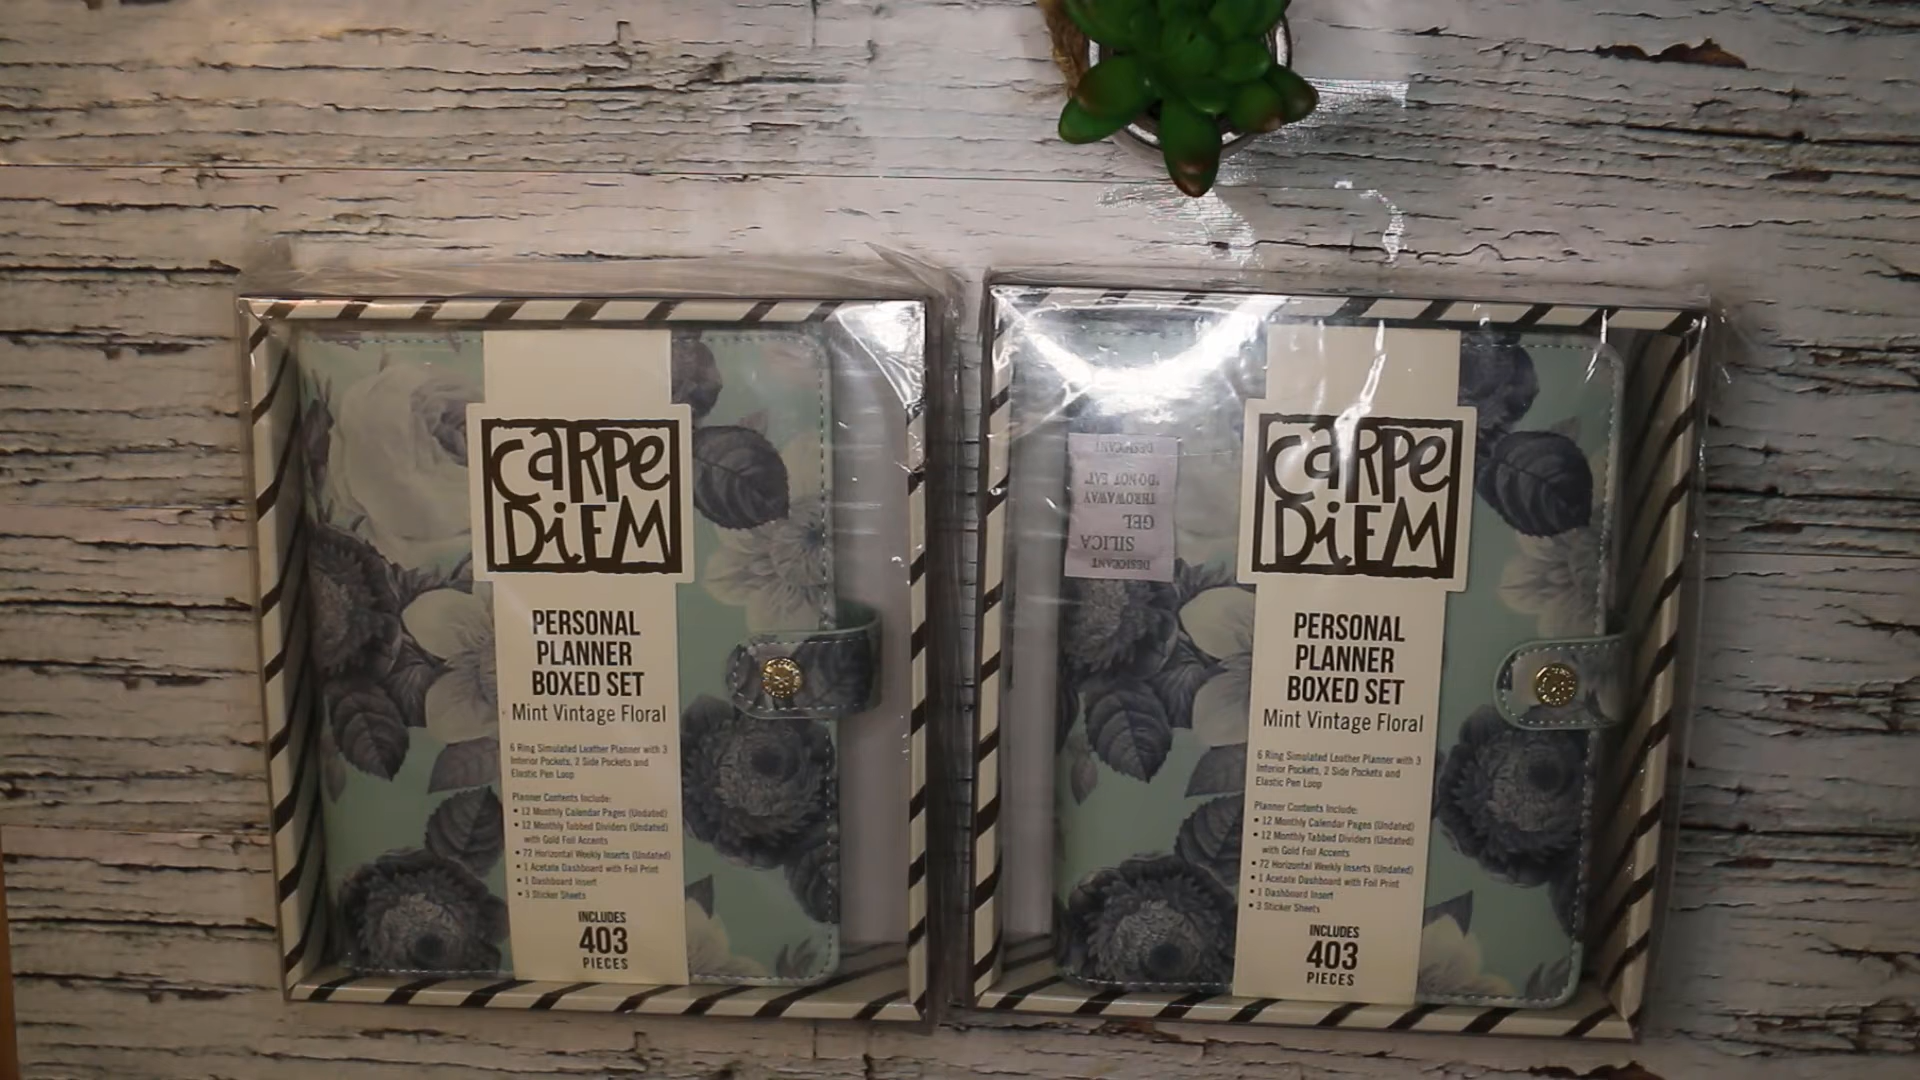 CARPE
DiEM
PERSONAL
PLANNER
BOXED SET
Mint Vintage Floral
6 Ring Simulated Leather Planner with 3
Interior Pockets, 2 Side Pockets and
Elastic Pen Loop
Planner Contents Include:
• 12 Monthly Calendar Pages (Undated)
• 12 Monthly Tabbed Dividers (Undated)
with Gold Foil Accents
• 72 Horizontal Weekly Inserts (Undated)
• 1 Acetate Dashboard with Foil Print
• 1 Dashboard Insert
• 3 Sticker Sheets
INCLUDES
403
PIECES
DESICCANT
SILICA
GEL
THROWAWAY
"DO NOT EAT"
DESICCANT
CARPE
DiEM
PERSONAL
PLANNER
BOXED SET
Mint Vintage Floral
6 Ring Simulated Leather Planner with 3
Interior Pockets, 2 Side Pockets and
Elastic Pen Loop
Planner Contents Include:
• 12 Monthly Calendar Pages (Undated)
• 12 Monthly Tabbed Dividers (Undated)
with Gold Foil Accents
• 72 Horizontal Weekly Inserts (Undated)
• 1 Acetate Dashboard with Foil Print
• 1 Dashboard Insert
• 3 Sticker Sheets
INCLUDES
403
PIECES